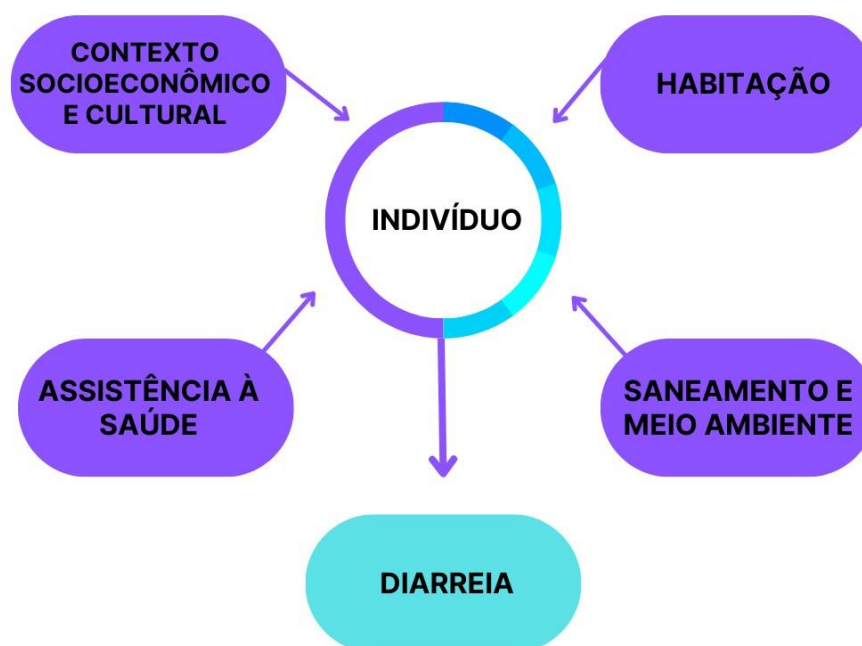 CONTEXTO
SOCIOECONÔMICO
E CULTURAL
HABITAÇÃO
INDIVÍDUO
ASSISTÊNCIA À
SAÚDE
SANEAMENTO E
MEIO AMBIENTE
DIARREIA